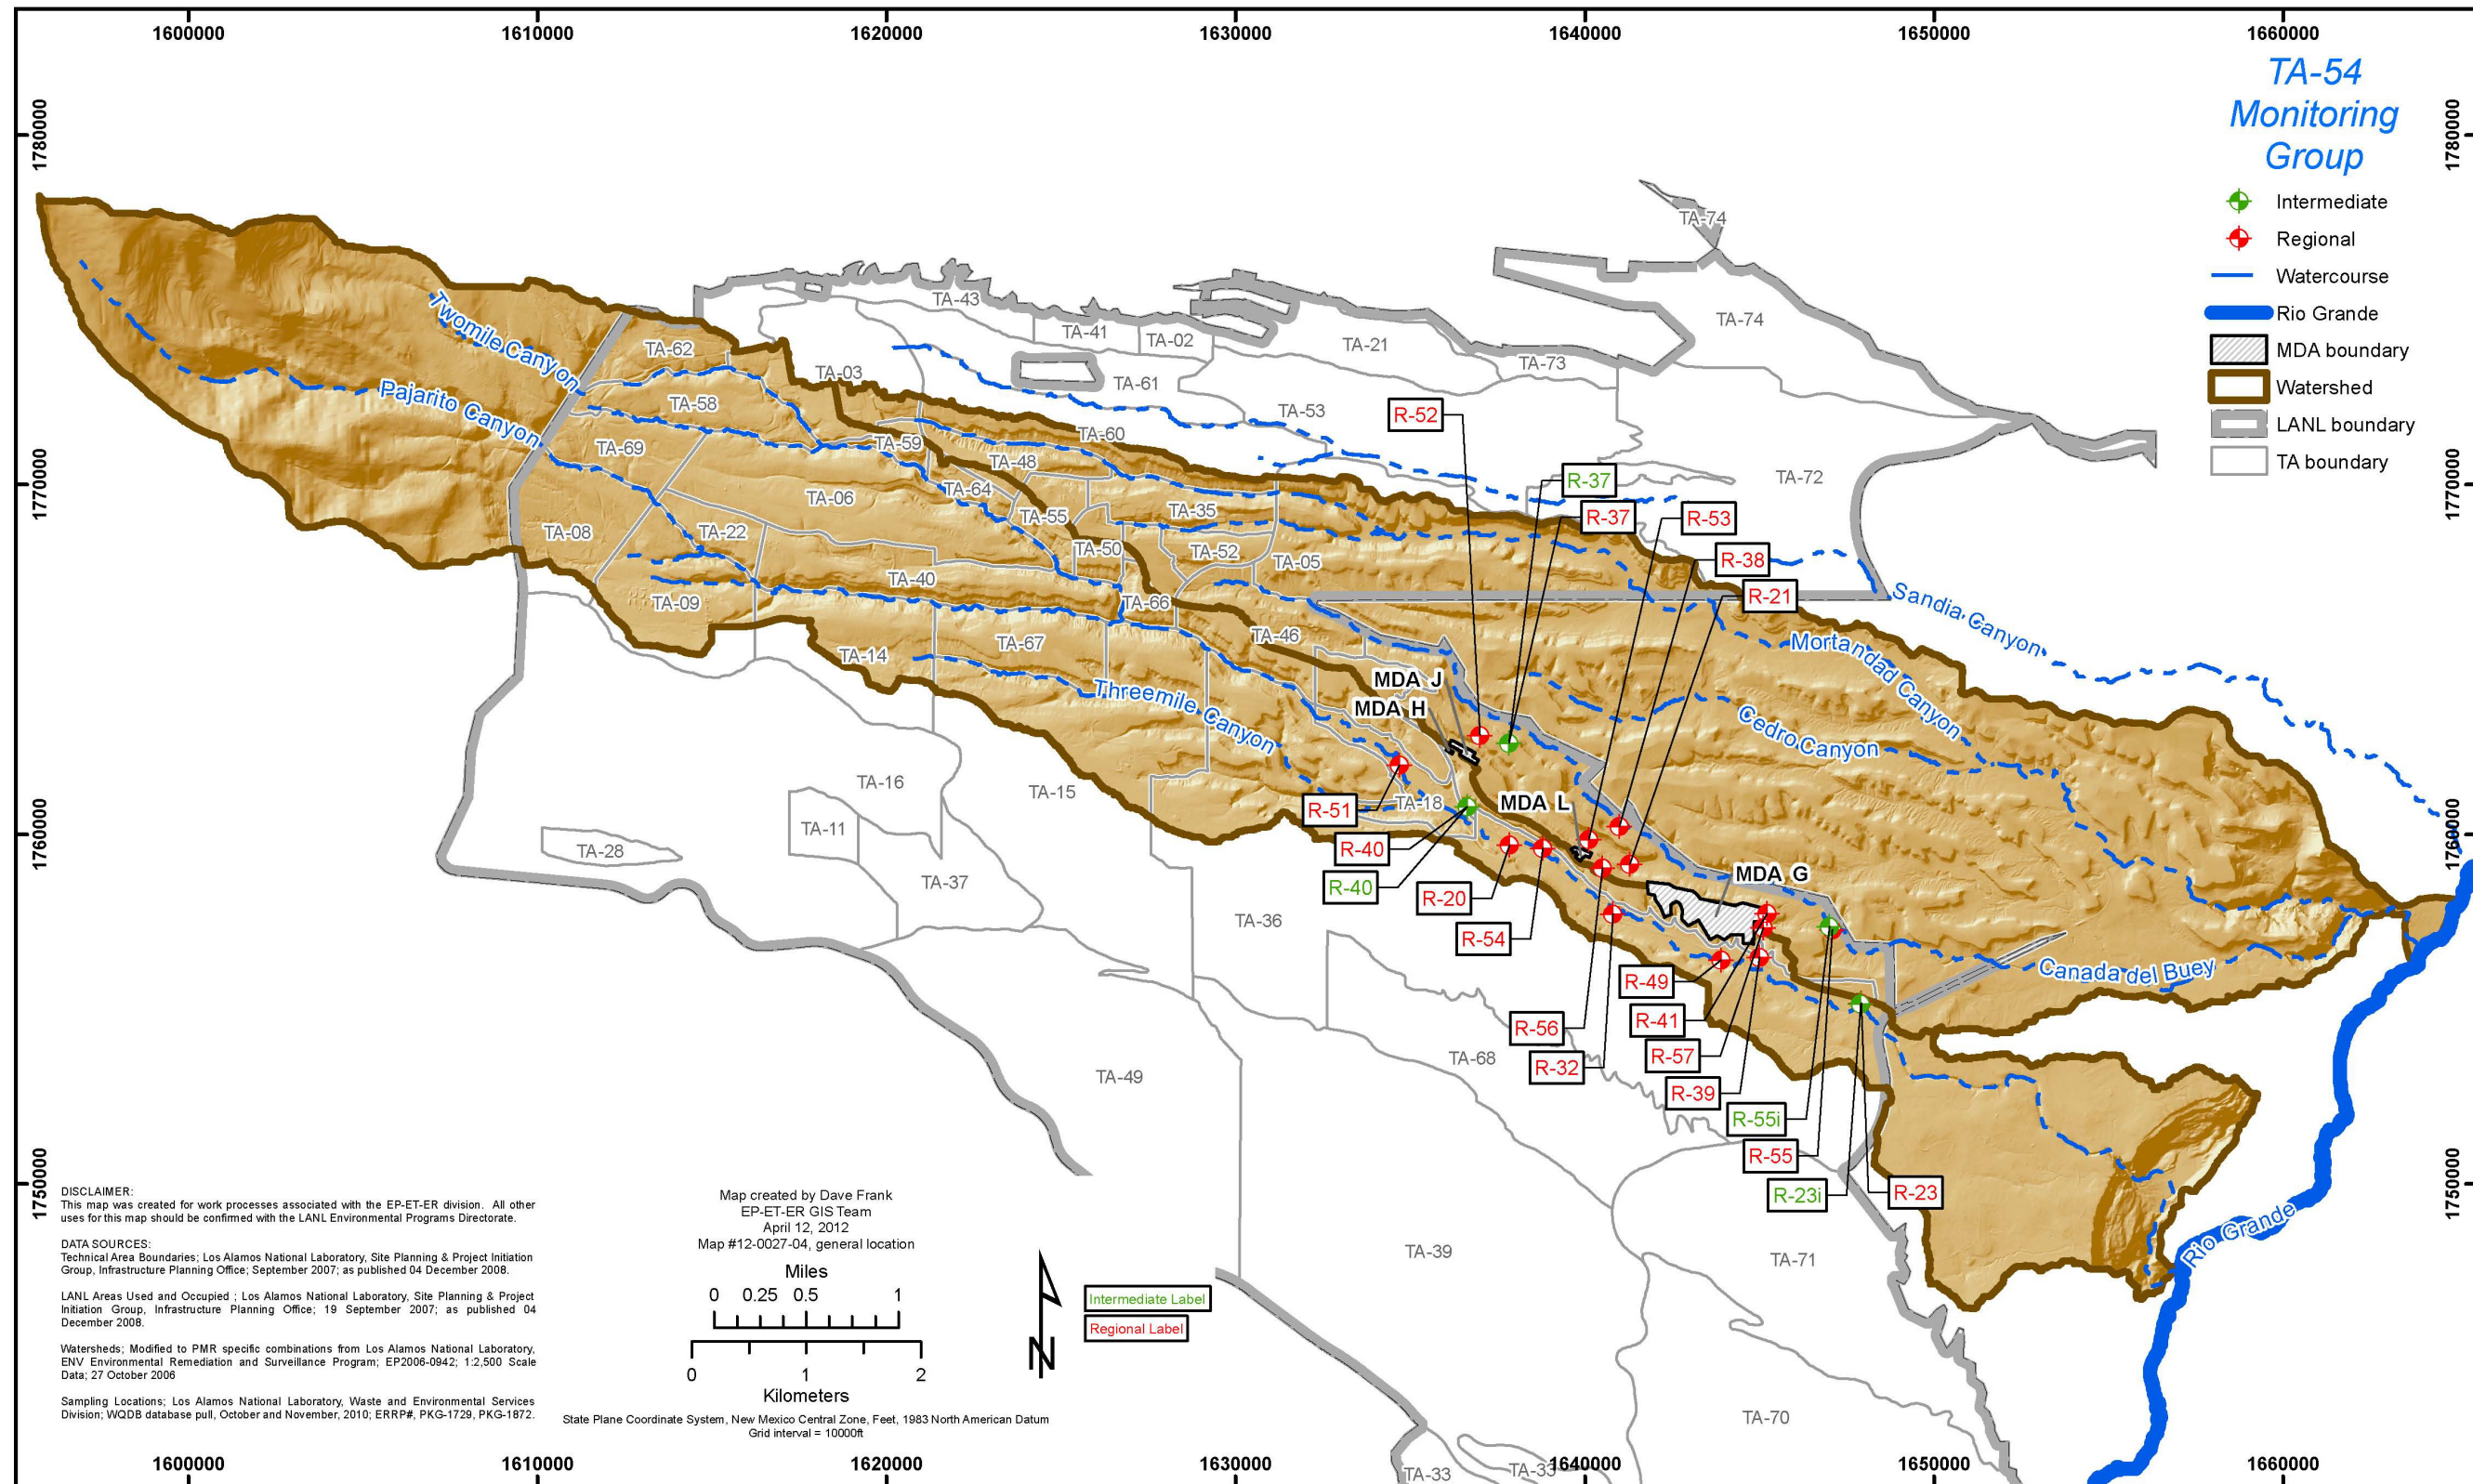 1600000
1610000
1620000
1630000
1640000
1650000
1660000
TA-54
Monitoring
Group
Intermediate
Regional
Watercourse
Rio Grande
MDA boundary
Watershed
LANL boundary
TA boundary
1780000
1780000
1770000
1770000
1760000
1760000
1750000
1750000
TA-74
TA-43
TA-41
TA-02
TA-21
TA-74
TA-73
TA-62
TA-03
TA-61
TA-53
TA-58
TA-60
TA-59
TA-69
TA-48
TA-72
TA-64
TA-06
TA-35
TA-55
TA-08
TA-22
TA-50
TA-52
TA-05
TA-40
TA-09
TA-66
TA-46
TA-67
TA-14
TA-16
TA-15
TA-18
TA-11
TA-28
TA-37
TA-36
TA-68
TA-49
TA-39
TA-71
TA-70
TA-33
TA-33
Twomile Canyon
Pajarito Canyon
Threemile Canyon
Sandia Canyon
Mortandad Canyon
Cedro Canyon
Canada del Buey
Rio Grande
MDA J
MDA H
MDA L
MDA G
R-52
R-37
R-37
R-53
R-38
R-21
R-51
R-40
R-40
R-20
R-54
R-56
R-32
R-49
R-41
R-57
R-39
R-55i
R-55
R-23i
R-23
DISCLAIMER:
This map was created for work processes associated with the EP-ET-ER division. All other
uses for this map should be confirmed with the LANL Environmental Programs Directorate.
DATA SOURCES:
Technical Area Boundaries; Los Alamos National Laboratory, Site Planning & Project Initiation
Group, Infrastructure Planning Office; September 2007; as published 04 December 2008.
LANL Areas Used and Occupied ; Los Alamos National Laboratory, Site Planning & Project
Initiation Group, Infrastructure Planning Office; 19 September 2007; as published 04
December 2008.
Watersheds; Modified to PMR specific combinations from Los Alamos National Laboratory,
ENV Environmental Remediation and Surveillance Program; EP2006-0942; 1:2,500 Scale
Data; 27 October 2006
Sampling Locations; Los Alamos National Laboratory, Waste and Environmental Services
Division; WQDB database pull, October and November, 2010; ERRP#, PKG-1729, PKG-1872.
Map created by Dave Frank
EP-ET-ER GIS Team
April 12, 2012
Map #12-0027-04, general location
Miles
0 0.25 0.5 1
0 1 2
Kilometers
State Plane Coordinate System, New Mexico Central Zone, Feet, 1983 North American Datum
Grid interval = 10000ft
N
Intermediate Label
Regional Label
1600000
1610000
1620000
1630000
1640000
1650000
1660000